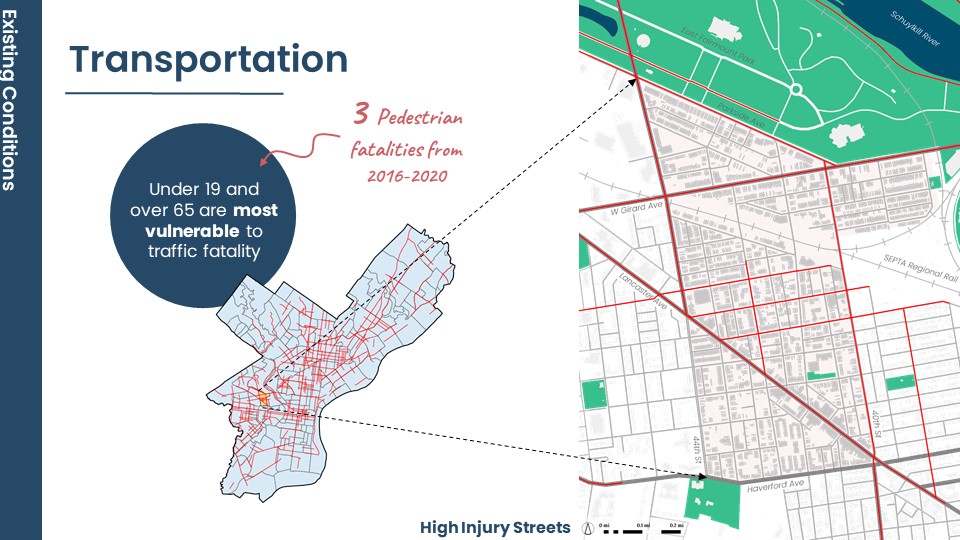 Existing Conditions
Transportation
3 Pedestrian
fatalities from
2016-2020
Under 19 and
over 65 are most
vulnerable to
traffic fatality
High Injury Streets
Schuylkill River
East Fairmount Park
Parkside Ave
W Girard Ave
SEPTA Regional Rail
Lancaster Ave
40th St
44th St
Haverford Ave
0 mi
0.1 mi
0.2 mi